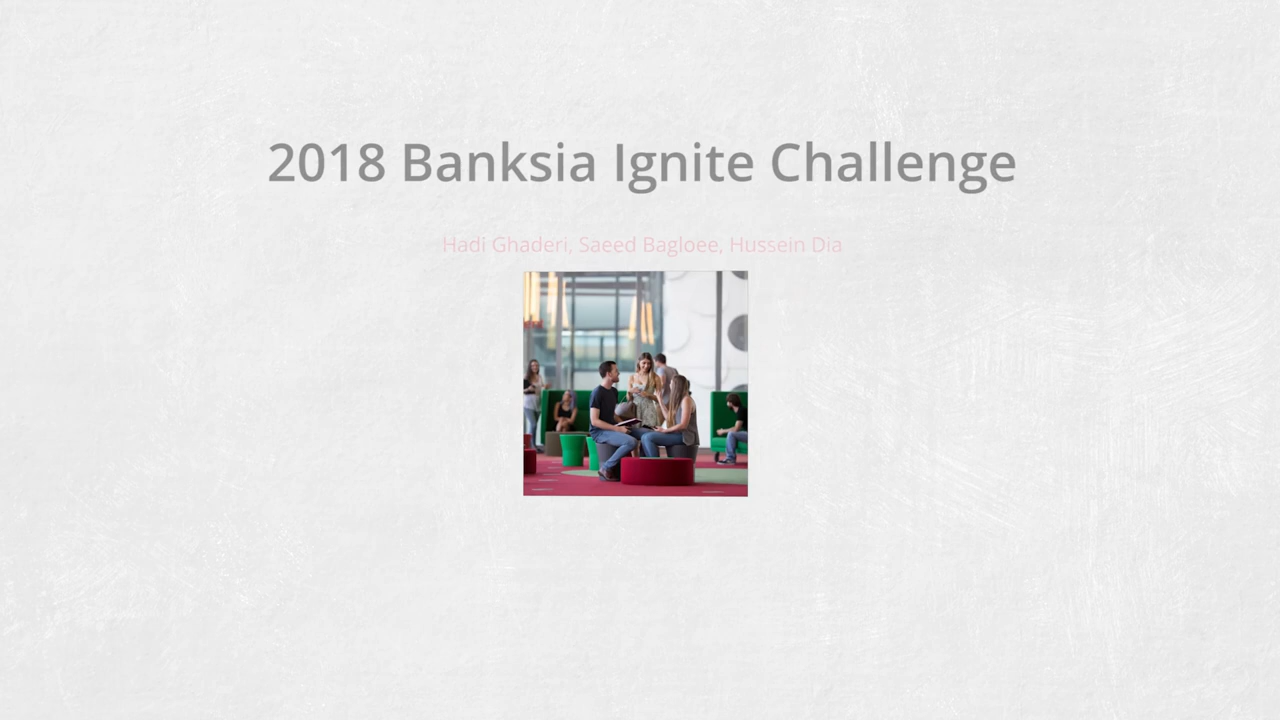 2018 Banksia Ignite Challenge
Hadi Ghaderi, Saeed Bagloee, Hussein Dia